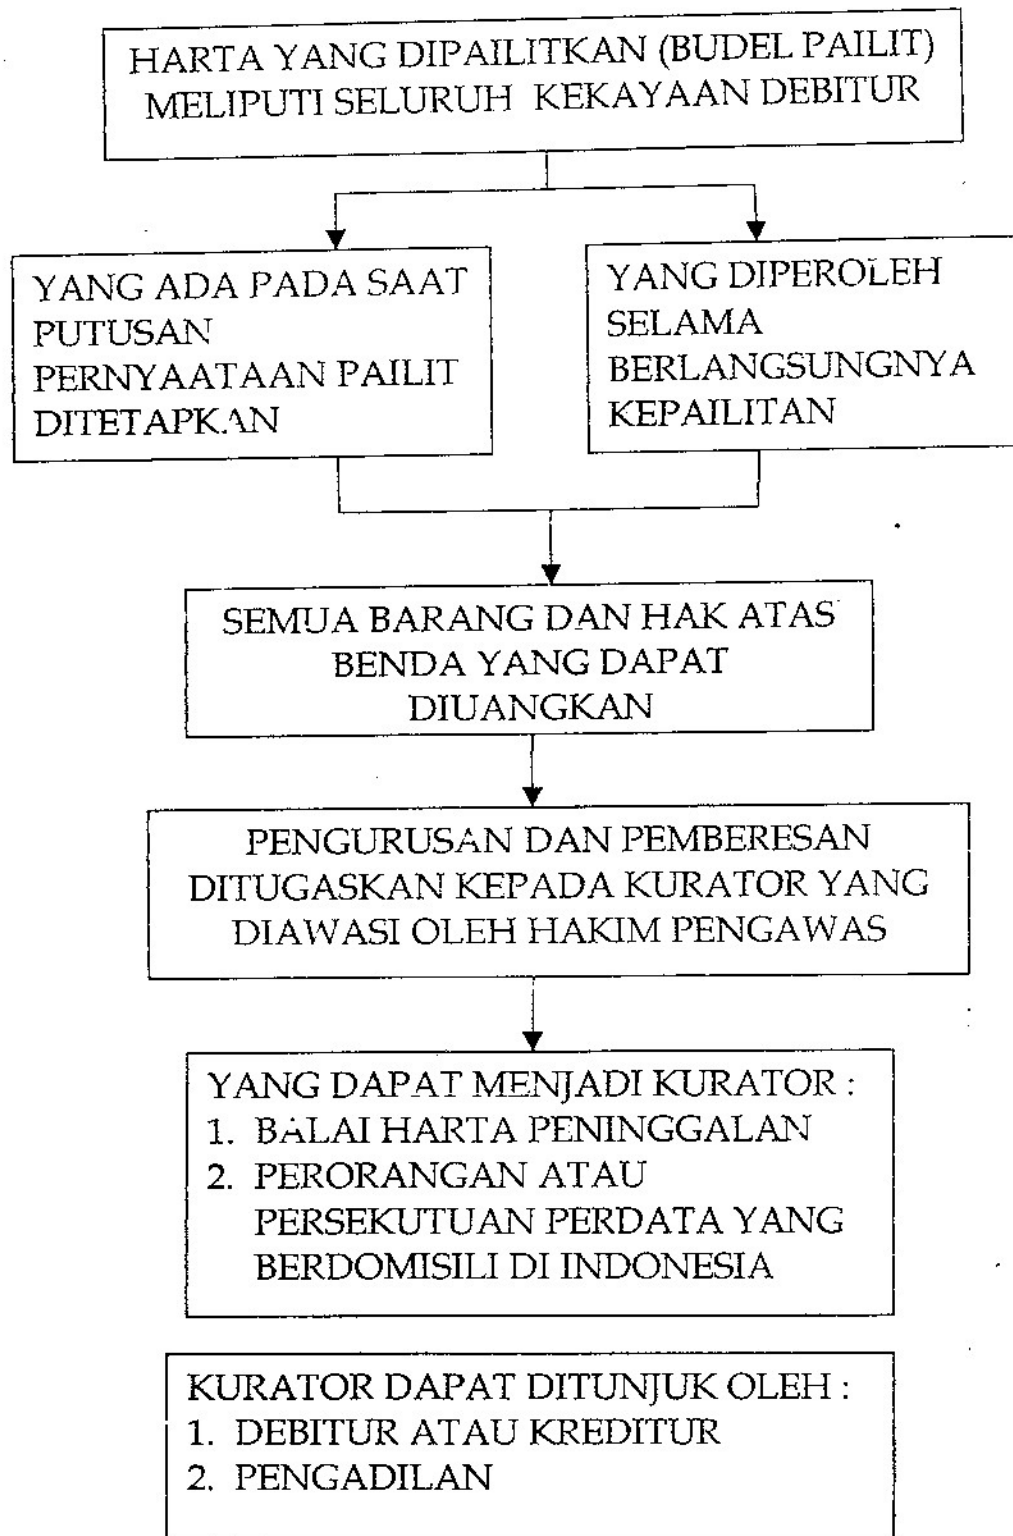 HARTA YANG DIPAILITKAN (BUDEL PAILIT)
MELIPUTI SELURUH KEKAYAAN DEBITUR
YANG ADA PADA SAAT
PUTUSAN
PERNYAATAAN PAILIT
DITETAPKAN
YANG DIPEROLEH
SELAMA
BERLANGSUNGNYA
KEPAILITAN
SEMUA BARANG DAN HAK ATAS
BENDA YANG DAPAT
DIUANGKAN
PENGURUSAN DAN PEMBERESAN
DITUGASKAN KEPADA KURATOR YANG
DIAWASI OLEH HAKIM PENGAWAS
YANG DAPAT MENJADI KURATOR :
1. BALAI HARTA PENINGGALAN
2. PERORANGAN ATAU
PERSEKUTUAN PERDATA YANG
BERDOMISILI DI INDONESIA
KURATOR DAPAT DITUNJUK OLEH :
1. DEBITUR ATAU KREDITUR
2. PENGADILAN